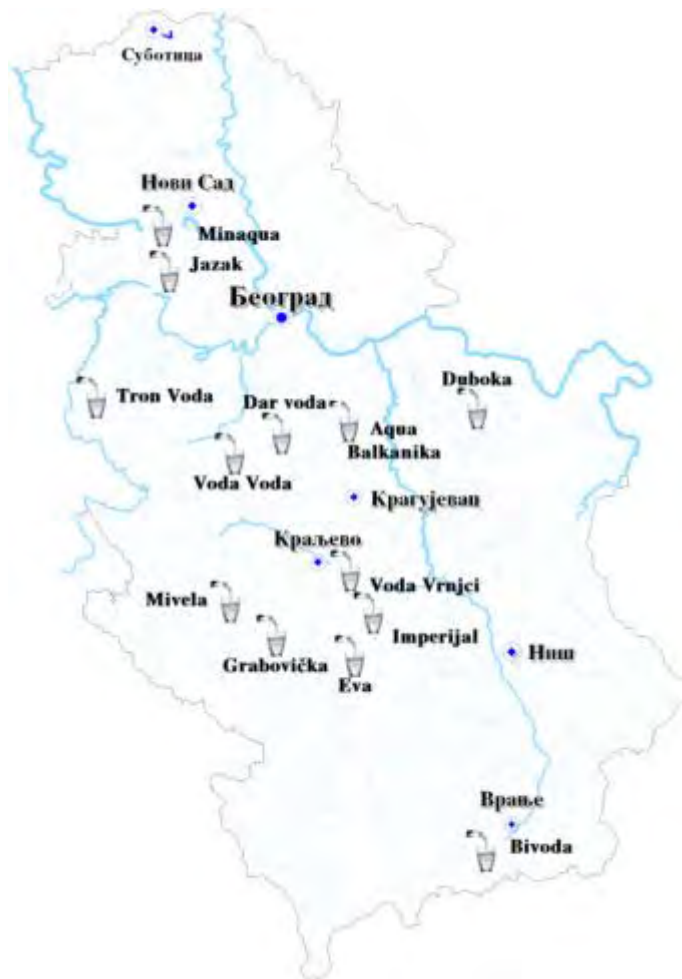 Суботица
Нови Сад
Minaqua
Jazak
Београд
Duboka
Tron Voda
Dar voda
Aqua
Balkanika
Voda Voda
Крагујевац
Краљево
Voda Vrnjci
Mivela
Imperijal
Grabovička
Ниш
Eva
Врање
Bivoda